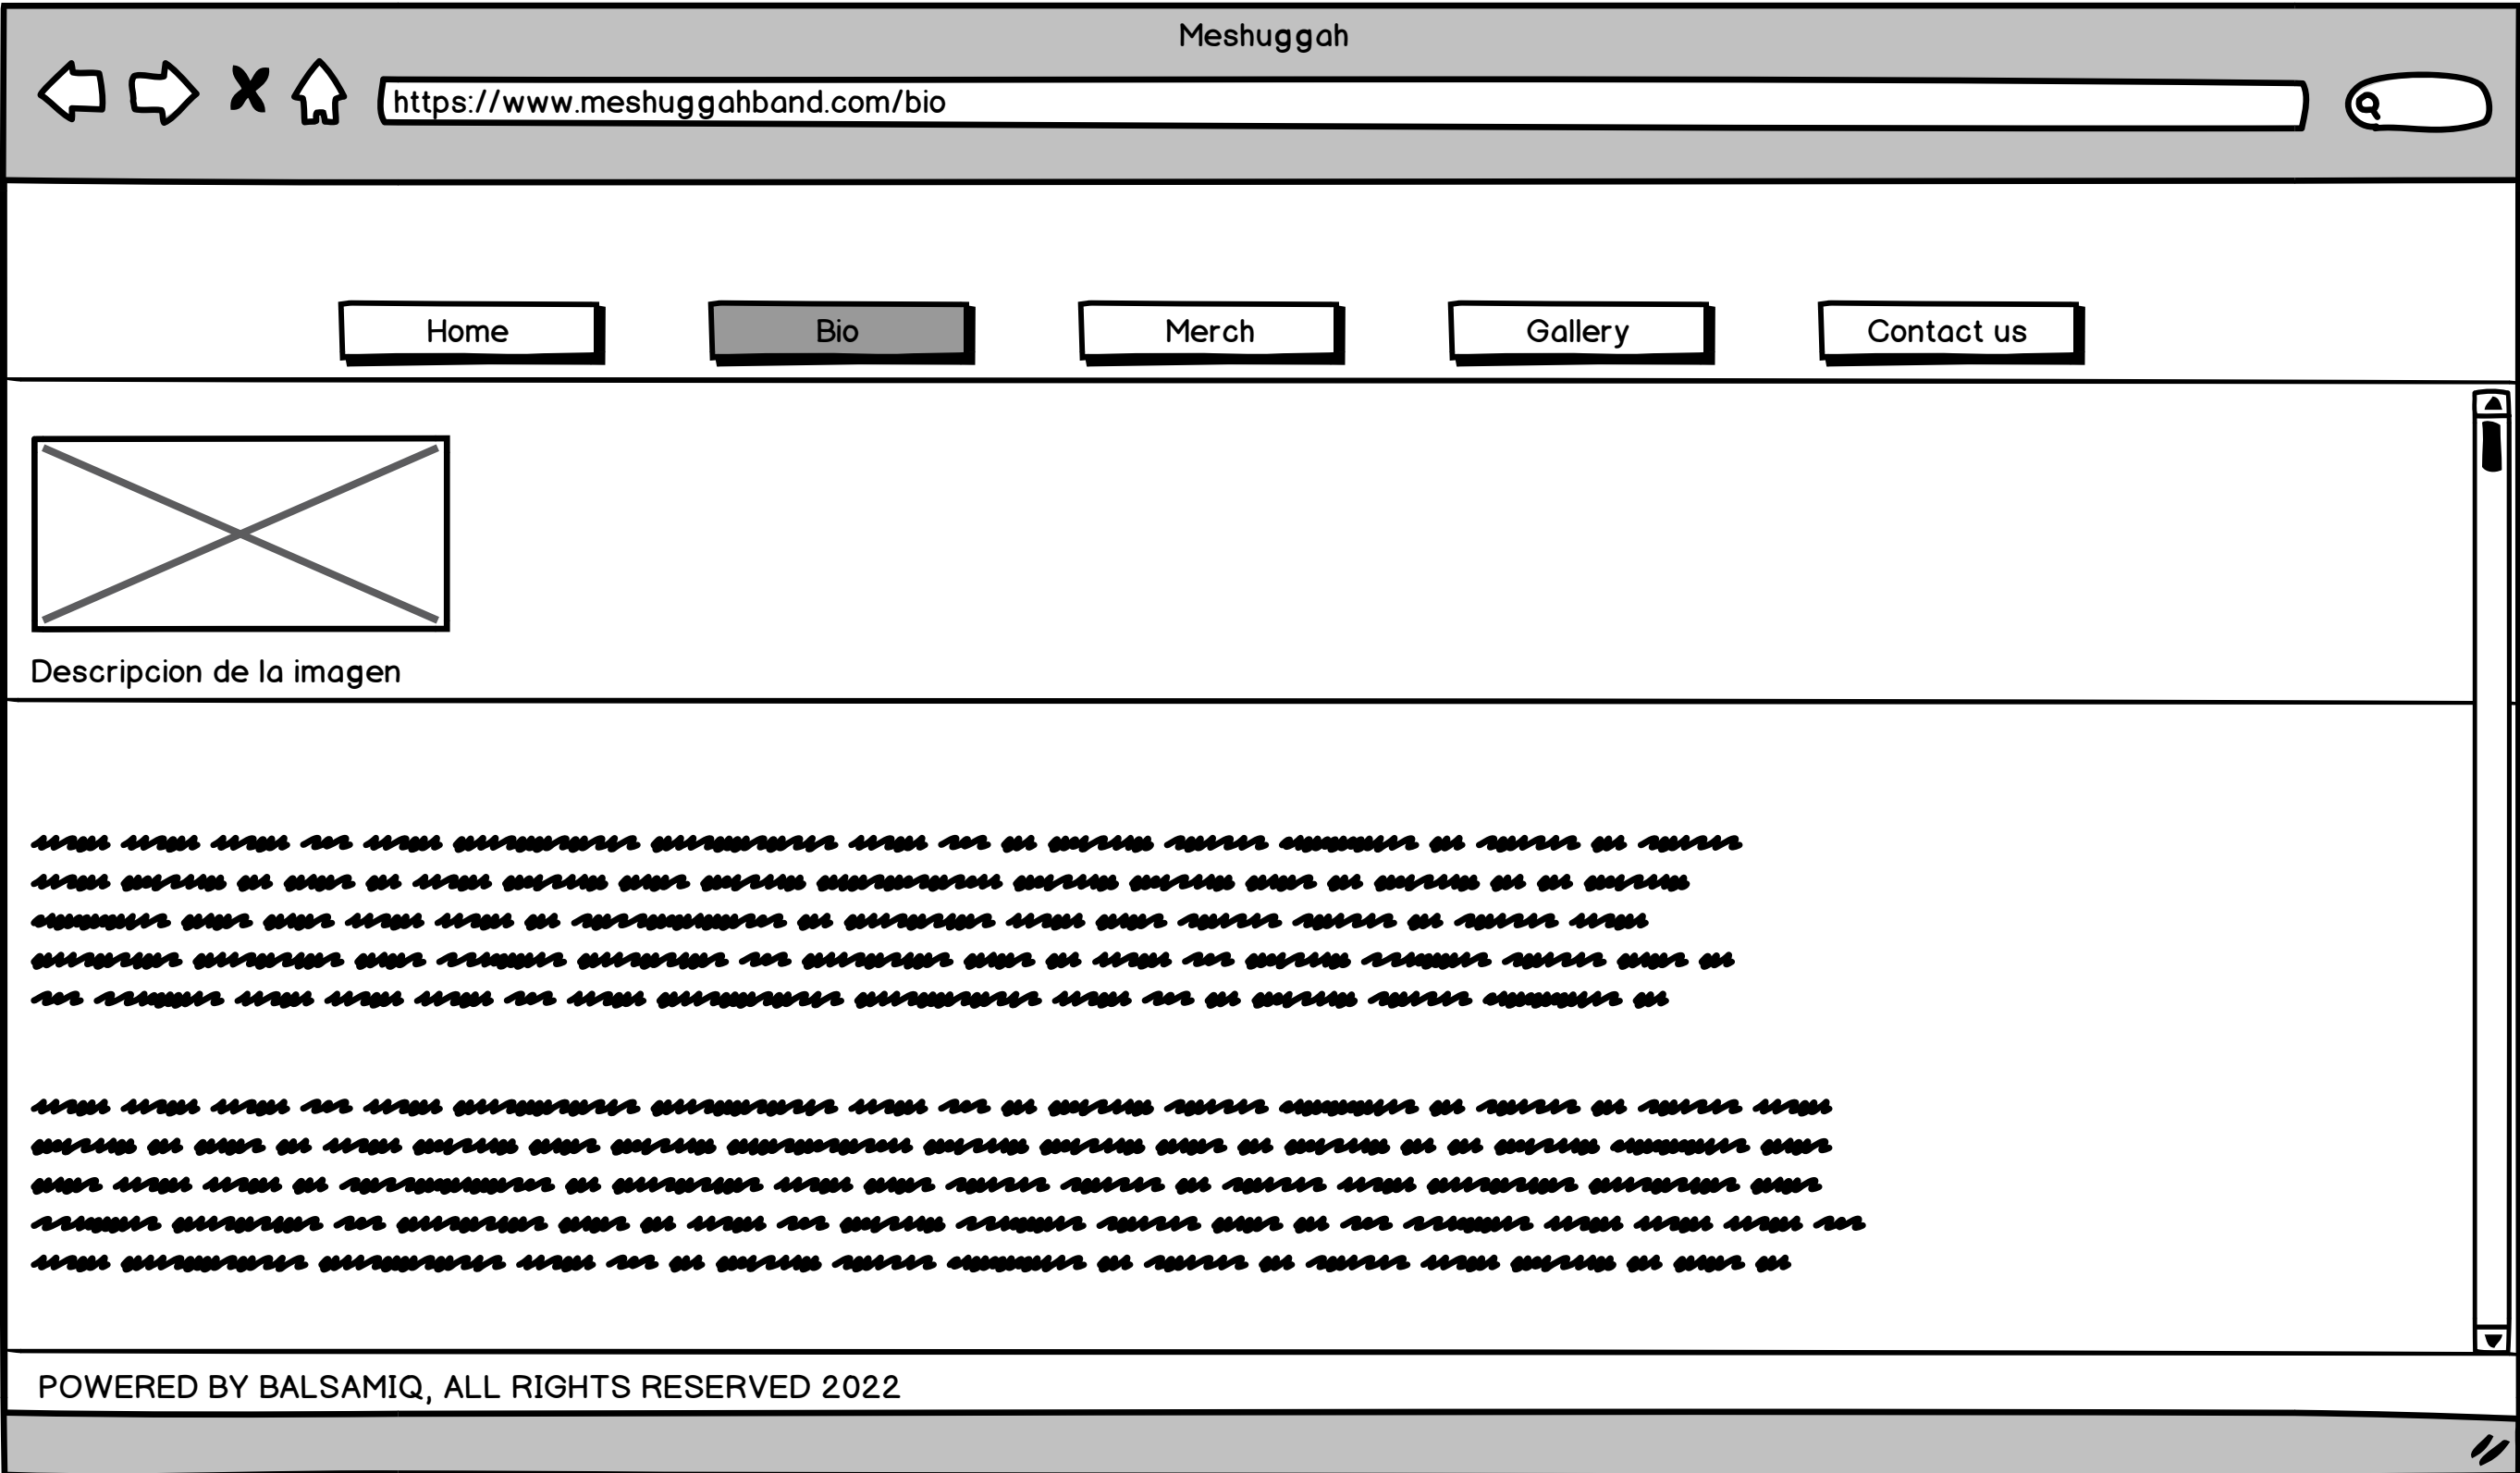 Meshuggah
https://www.meshuggahband.com/bio
Home Bio Merch Gallery Contact us
Descripcion de la imagen
POWERED BY BALSAMIQ, ALL RIGHTS RESERVED 2022